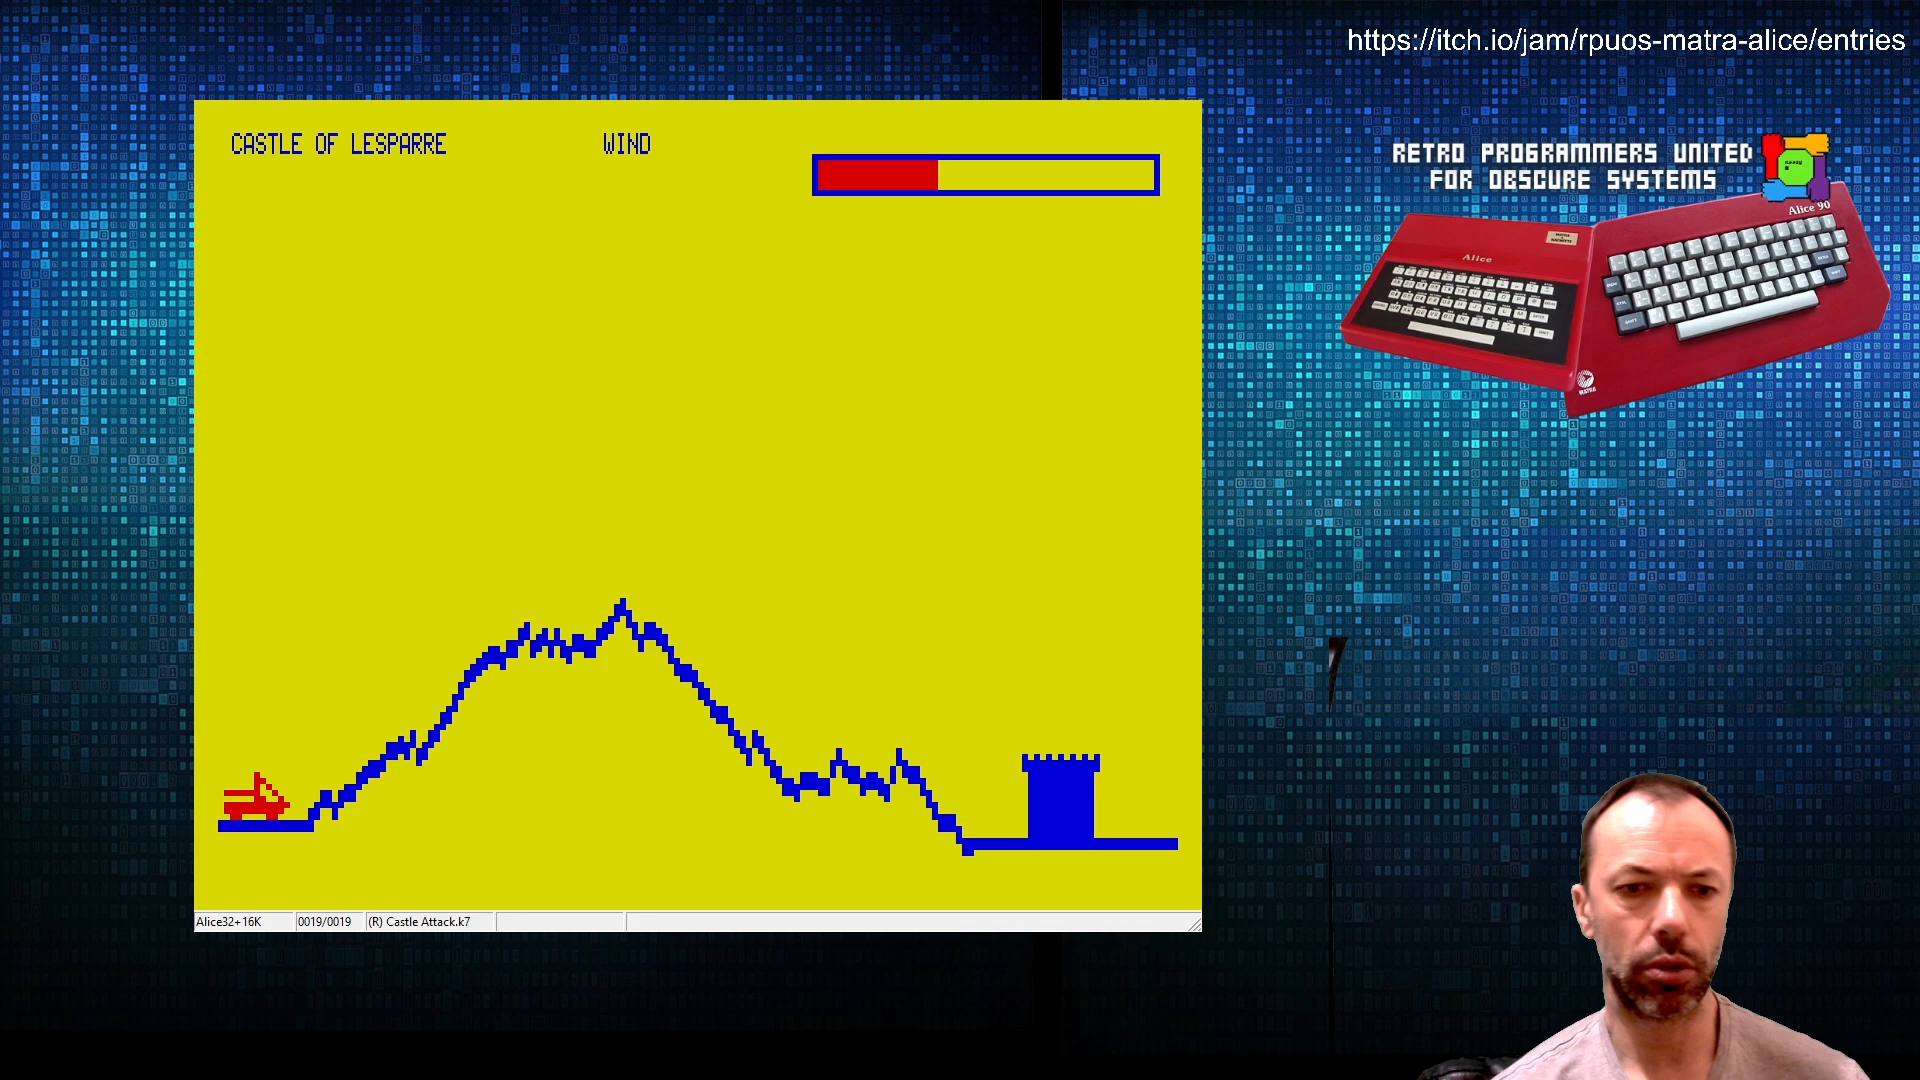 https://itch.io/jam/rpuos-matra-alice/entries
CASTLE OF LESPARRE
WIND
RETRO PROGRAMMERS UNITED
FOR OBSCURE SYSTEMS
Alice 90
Alice
MATRA
Alice32+16K
0019/0019
(R) Castle Attack.k7